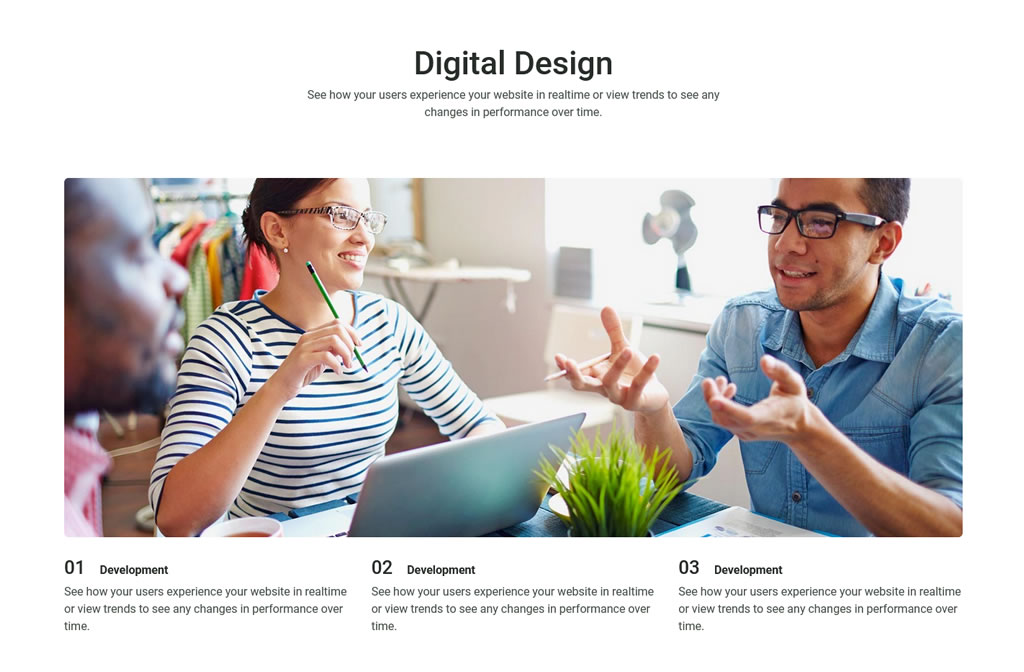 Digital Design
See how your users experience your website in realtime or view trends to see any
changes in performance over time.
01 Development
See how your users experience your website in realtime
or view trends to see any changes in performance over
time.
02 Development
See how your users experience your website in realtime
or view trends to see any changes in performance over
time.
03 Development
See how your users experience your website in realtime
or view trends to see any changes in performance over
time.